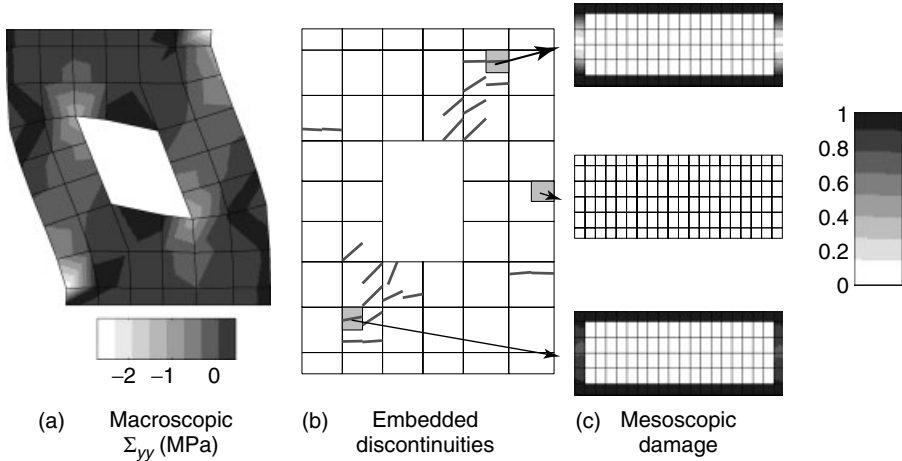 1
0.8
0.6
0.4
0.2
0
−2 −1 0
(a) Macroscopic
Σyy (MPa)
(b) Embedded
discontinuities
(c) Mesoscopic
damage